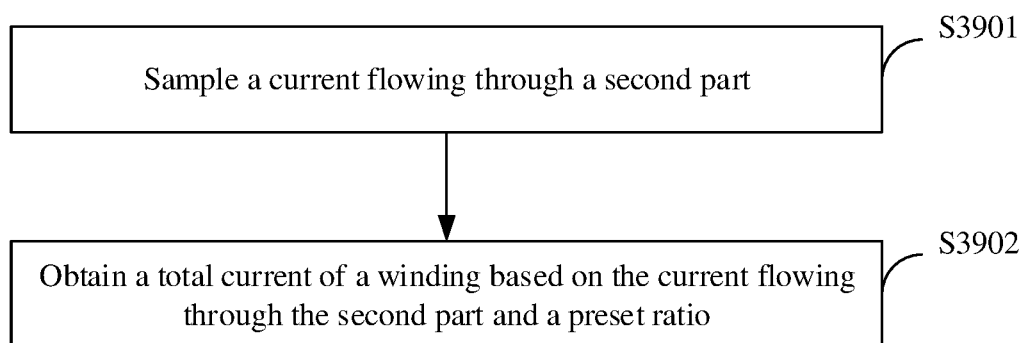 S3901
Sample a current flowing through a second part
S3902
Obtain a total current of a winding based on the current flowing
through the second part and a preset ratio